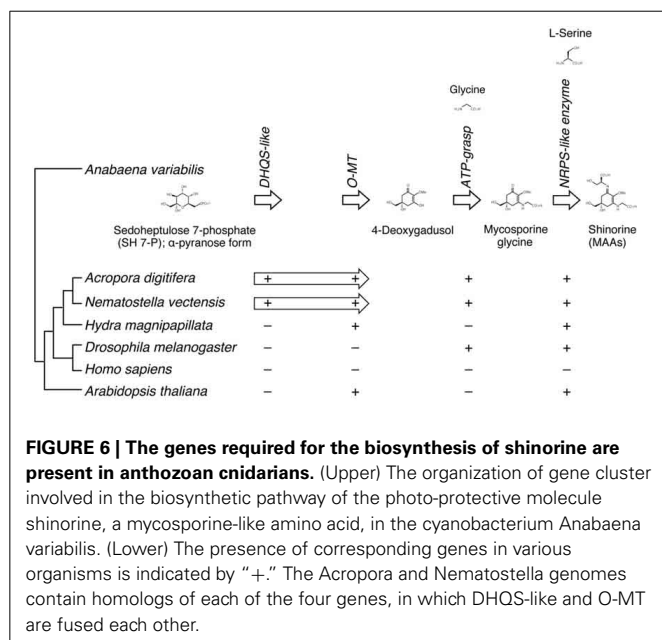 L-Serine
Glycine
DHQS-like
O-MT
ATP-grasp
NRPS-like enzyme
Anabaena variabilis
Sedoheptulose 7-phosphate
(SH 7-P); α-pyranose form
4-Deoxygadusol
Mycosporine
glycine
Shinorine
(MAAs)
Acropora digitifera + + + +
Nematostella vectensis + + + +
Hydra magnipapillata – + – +
Drosophila melanogaster – – + +
Homo sapiens – – – –
Arabidopsis thaliana – + – +
FIGURE 6 | The genes required for the biosynthesis of shinorine are
present in anthozoan cnidarians. (Upper) The organization of gene cluster
involved in the biosynthetic pathway of the photo-protective molecule
shinorine, a mycosporine-like amino acid, in the cyanobacterium Anabaena
variabilis. (Lower) The presence of corresponding genes in various
organisms is indicated by “+.” The Acropora and Nematostella genomes
contain homologs of each of the four genes, in which DHQS-like and O-MT
are fused each other.